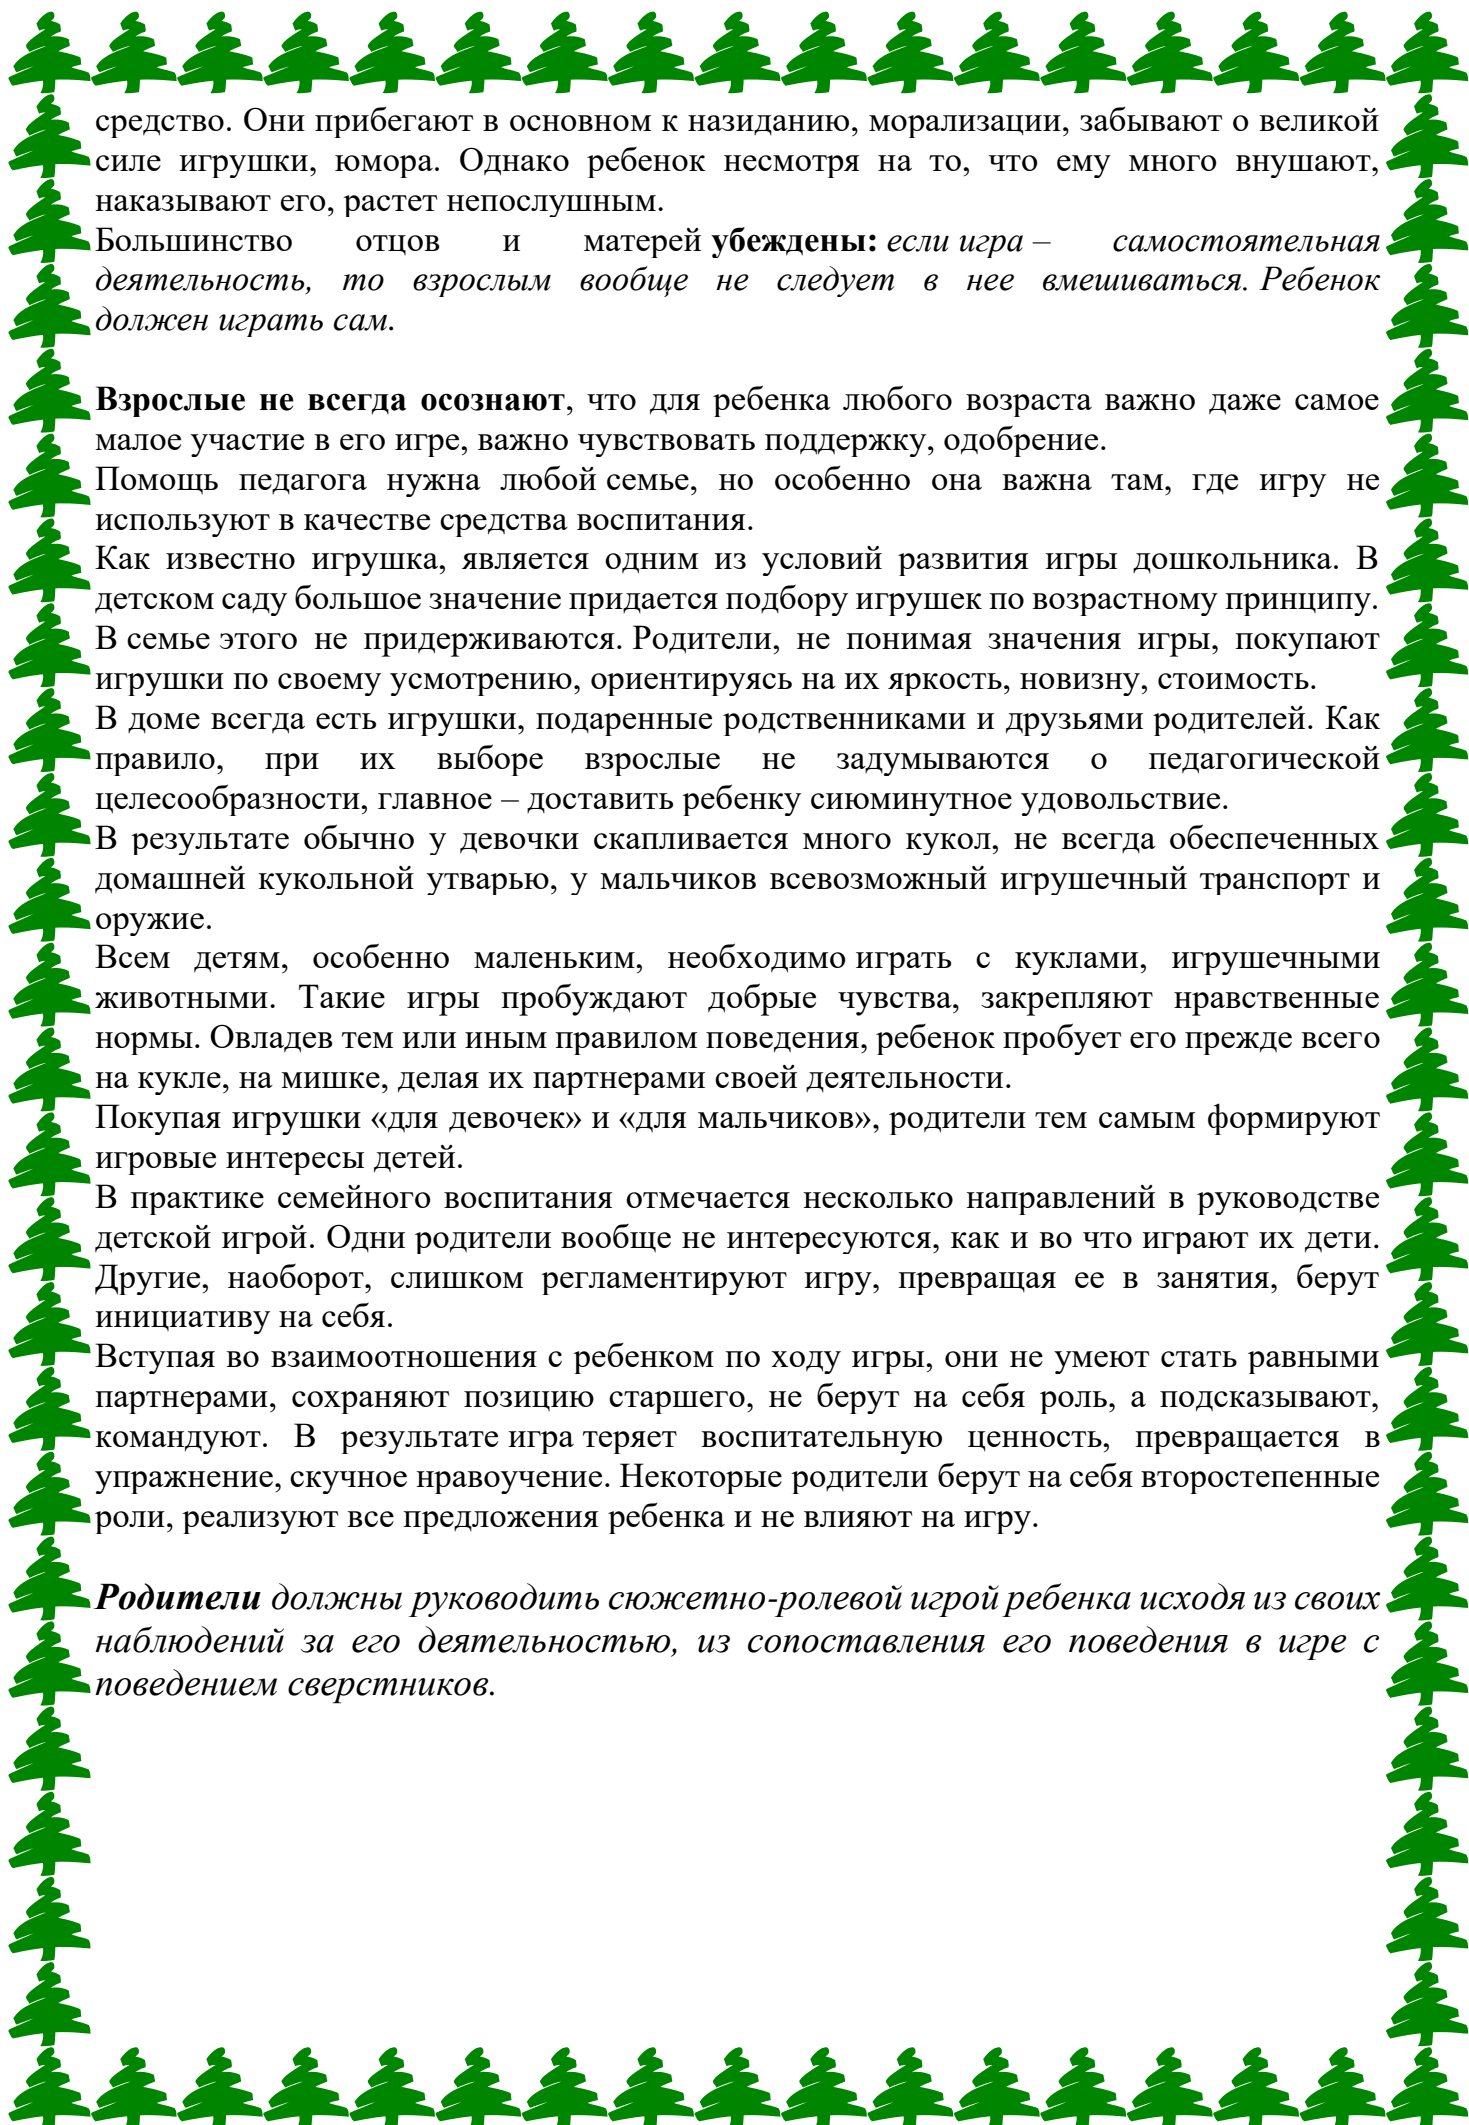 средство. Они прибегают в основном к назиданию, морализации, забывают о великой
силе игрушки, юмора. Однако ребенок несмотря на то, что ему много внушают,
наказывают его, растет непослушным.
Большинство отцов и матерей убеждены: если игра – самостоятельная
деятельность, то взрослым вообще не следует в нее вмешиваться. Ребенок
должен играть сам.
Взрослые не всегда осознают, что для ребенка любого возраста важно даже самое
малое участие в его игре, важно чувствовать поддержку, одобрение.
Помощь педагога нужна любой семье, но особенно она важна там, где игру не
используют в качестве средства воспитания.
Как известно игрушка, является одним из условий развития игры дошкольника. В
детском саду большое значение придается подбору игрушек по возрастному принципу.
В семье этого не придерживаются. Родители, не понимая значения игры, покупают
игрушки по своему усмотрению, ориентируясь на их яркость, новизну, стоимость.
В доме всегда есть игрушки, подаренные родственниками и друзьями родителей. Как
правило, при их выборе взрослые не задумываются о педагогической
целесообразности, главное – доставить ребенку сиюминутное удовольствие.
В результате обычно у девочки скапливается много кукол, не всегда обеспеченных
домашней кукольной утварью, у мальчиков всевозможный игрушечный транспорт и
оружие.
Всем детям, особенно маленьким, необходимо играть с куклами, игрушечными
животными. Такие игры пробуждают добрые чувства, закрепляют нравственные
нормы. Овладев тем или иным правилом поведения, ребенок пробует его прежде всего
на кукле, на мишке, делая их партнерами своей деятельности.
Покупая игрушки «для девочек» и «для мальчиков», родители тем самым формируют
игровые интересы детей.
В практике семейного воспитания отмечается несколько направлений в руководстве
детской игрой. Одни родители вообще не интересуются, как и во что играют их дети.
Другие, наоборот, слишком регламентируют игру, превращая ее в занятия, берут
инициативу на себя.
Вступая во взаимоотношения с ребенком по ходу игры, они не умеют стать равными
партнерами, сохраняют позицию старшего, не берут на себя роль, а подсказывают,
командуют. В результате игра теряет воспитательную ценность, превращается в
упражнение, скучное нравоучение. Некоторые родители берут на себя второстепенные
роли, реализуют все предложения ребенка и не влияют на игру.
Родители должны руководить сюжетно-ролевой игрой ребенка исходя из своих
наблюдений за его деятельностью, из сопоставления его поведения в игре с
поведением сверстников.